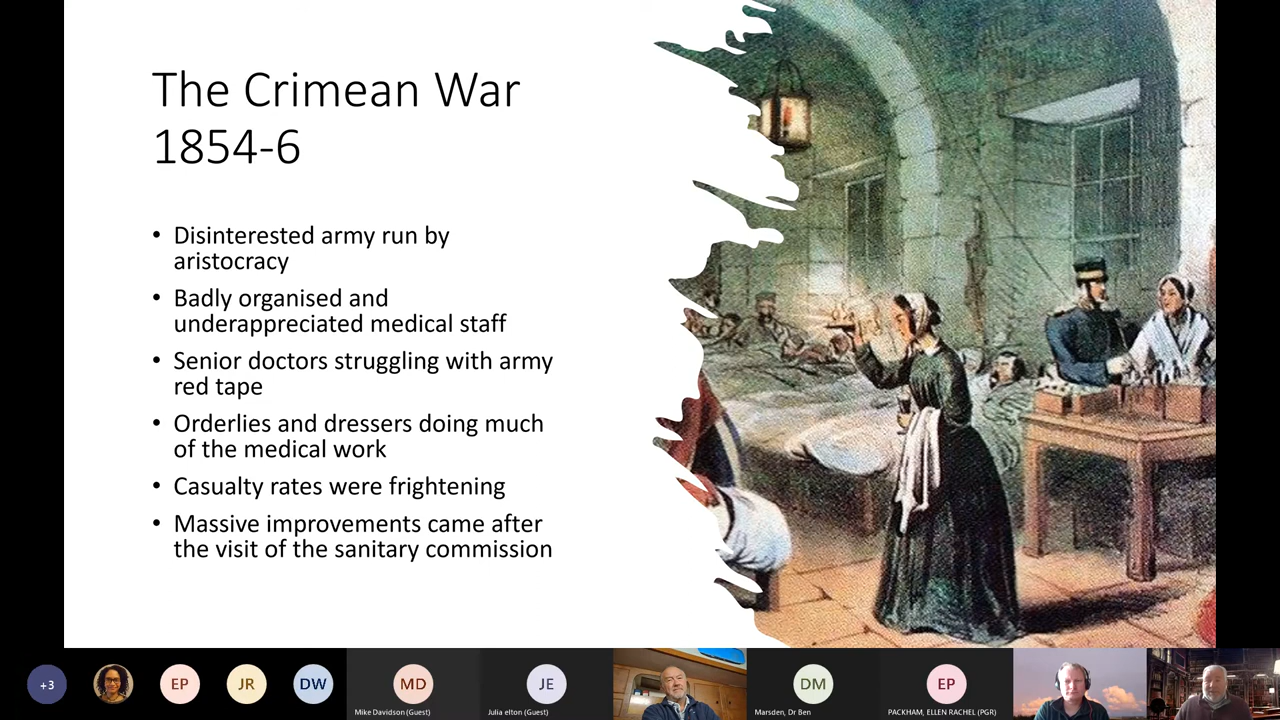 The Crimean War
1854-6
• Disinterested army run by
aristocracy
• Badly organised and
underappreciated medical staff
• Senior doctors struggling with army
red tape
• Orderlies and dressers doing much
of the medical work
• Casualty rates were frightening
• Massive improvements came after
the visit of the sanitary commission
+3
EP
JR
DW
MD
Mike Davidson (Guest)
JE
Julia elton (Guest)
DM
Marsden, Dr Ben
EP
PACKHAM, ELLEN RACHEL (PGR)